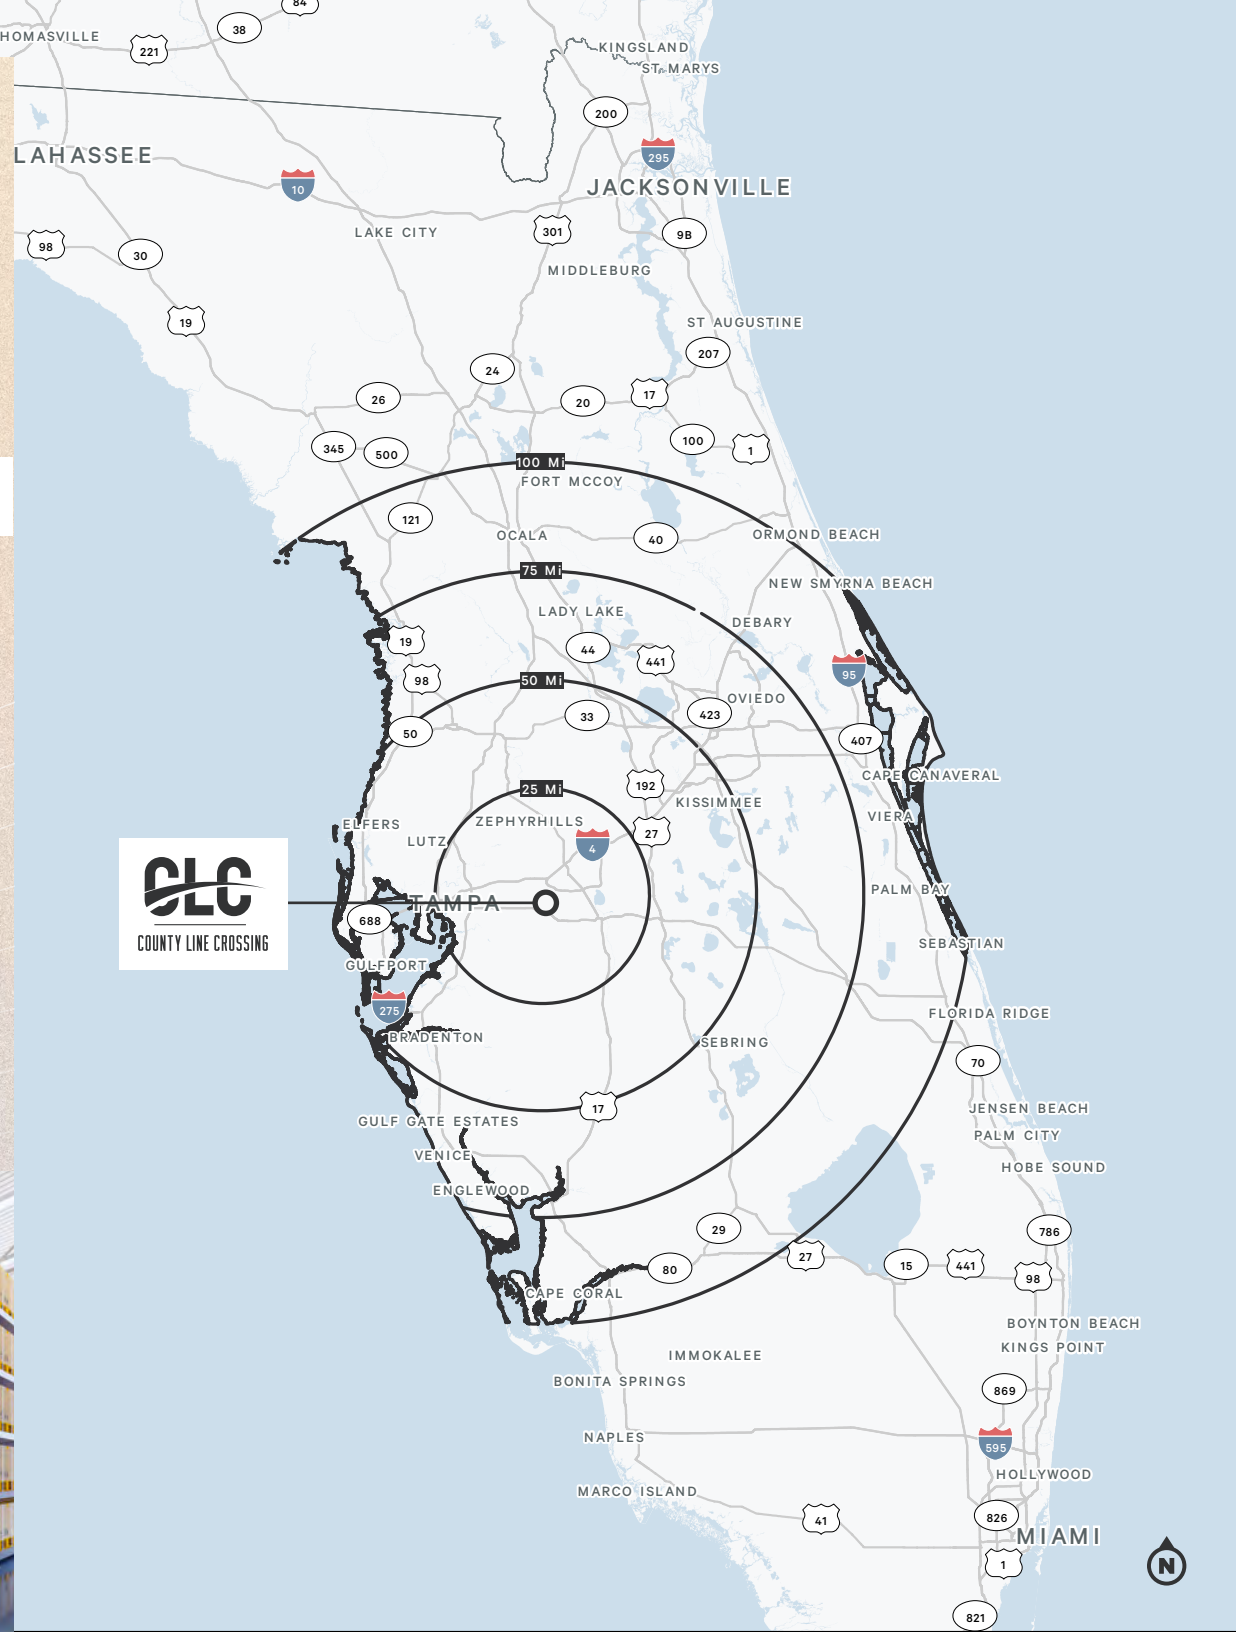 84
38
HOMASVILLE
221
KINGSLAND
ST MARYS
200
295
LAHASSEE
10
JACKSONVILLE
LAKE CITY
301
9B
98
30
MIDDLEBURG
19
ST AUGUSTINE
207
24
26
20
17
345
500
100
1
100 Mi
FORT MCCOY
121
OCALA
40
ORMOND BEACH
75 Mi
NEW SMYRNA BEACH
LADY LAKE
DEBARY
19
44
441
95
98
50 Mi
OVIEDO
33
423
50
407
CAPE CANAVERAL
25 Mi
192
KISSIMMEE
ELFERS
ZEPHYRHILLS
27
VIERA
LUTZ
4
CLC
COUNTY LINE CROSSING
TAMPA
PALM BAY
688
SEBASTIAN
GULFPORT
275
FLORIDA RIDGE
BRADENTON
SEBRING
70
17
JENSEN BEACH
GULF GATE ESTATES
PALM CITY
VENICE
HOBE SOUND
ENGLEWOOD
29
786
27
15
441
98
80
CAPE CORAL
BOYNTON BEACH
KINGS POINT
IMMOKALEE
BONITA SPRINGS
869
NAPLES
595
HOLLYWOOD
MARCO ISLAND
41
826
MIAMI
1
N
821